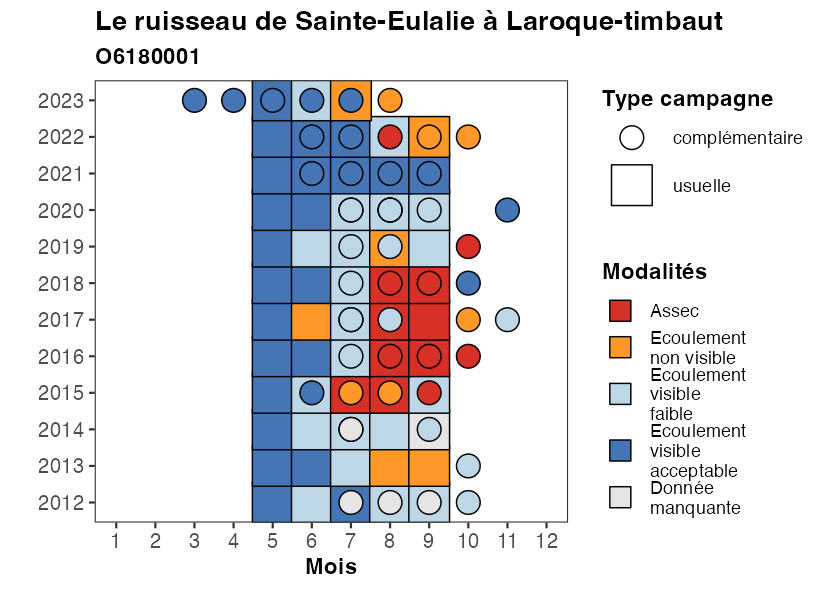 Le ruisseau de Sainte-Eulalie à Laroque-timbaut
O6180001
2023
2022
2021
2020
2019
2018
2017
2016
2015
2014
2013
2012
1 2 3 4 5 6 7 8 9 10 11 12
Mois
Type campagne
complémentaire
usuelle
Modalités
Assec
Ecoulement
non visible
Ecoulement
visible
faible
Ecoulement
visible
acceptable
Donnée
manquante